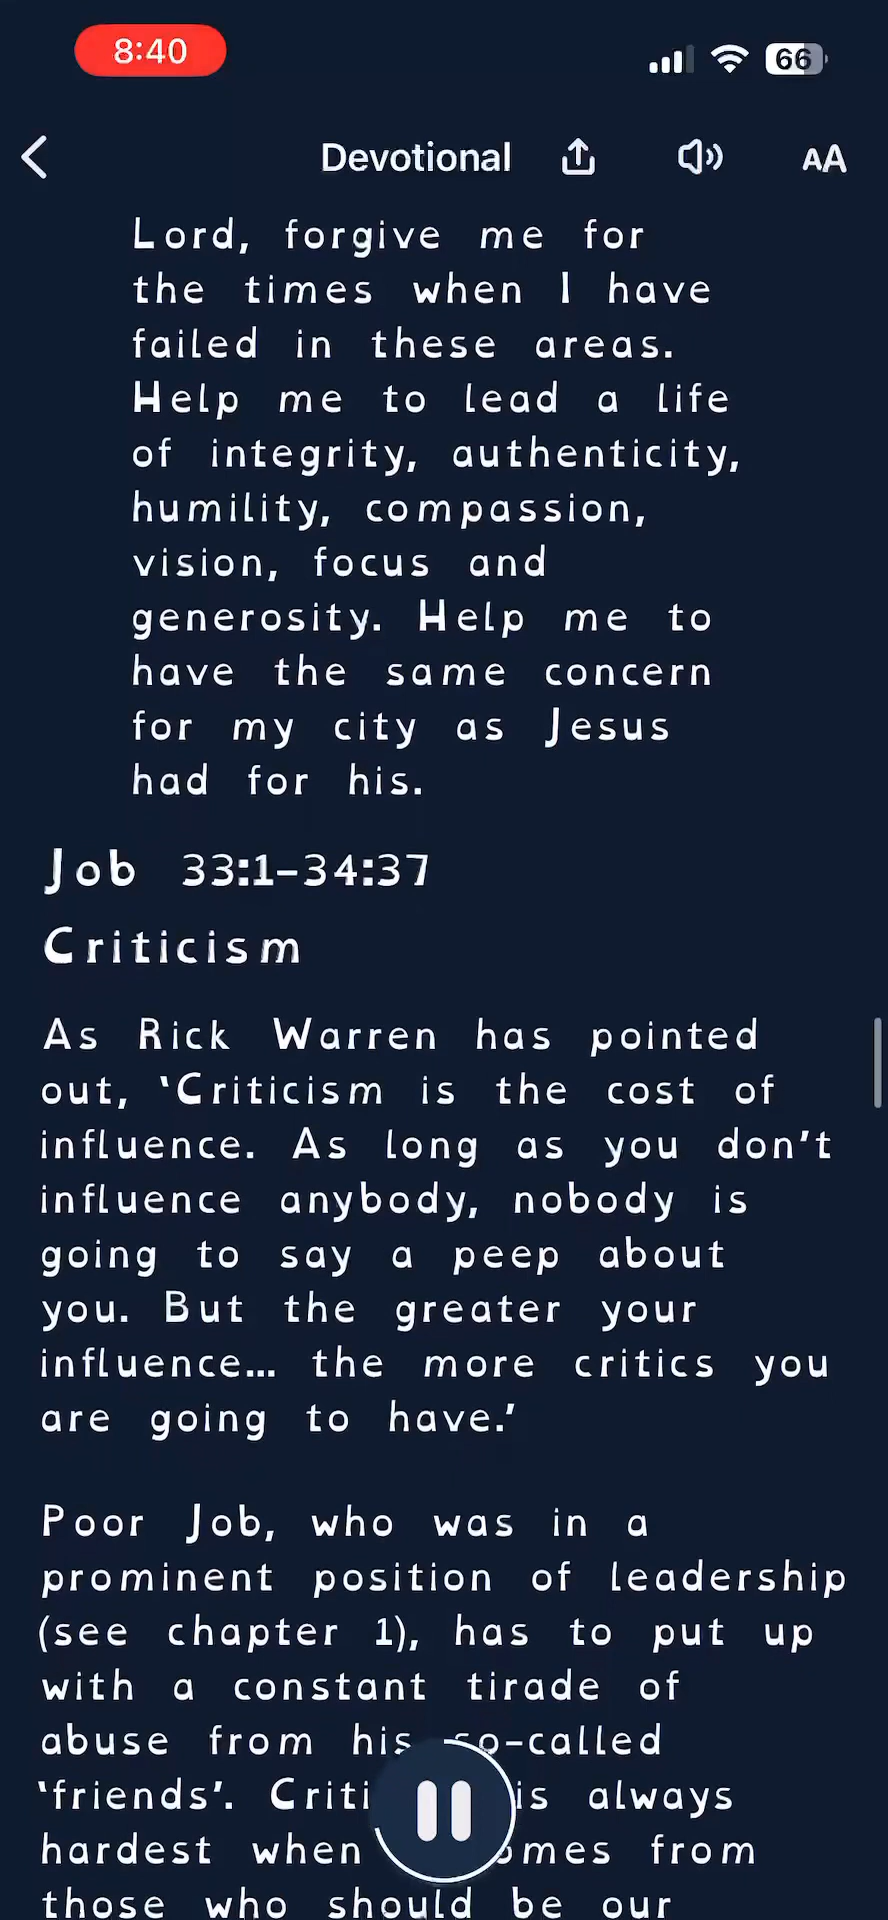 8:40
66
Devotional
AA
Lord, forgive me for
the times when I have
failed in these areas.
Help me to lead a life
of integrity, authenticity,
humility, compassion,
vision, focus and
generosity. Help me to
have the same concern
for my city as Jesus
had for his.
Job 33:1–34:37
Criticism
As Rick Warren has pointed
out, ‘Criticism is the cost of
influence. As long as you don’t
influence anybody, nobody is
going to say a peep about
you. But the greater your
influence… the more critics you
are going to have.’
Poor Job, who was in a
prominent position of leadership
(see chapter 1), has to put up
with a constant tirade of
abuse from his so-called
‘friends’. Criti is always
hardest when omes from
those who should be our